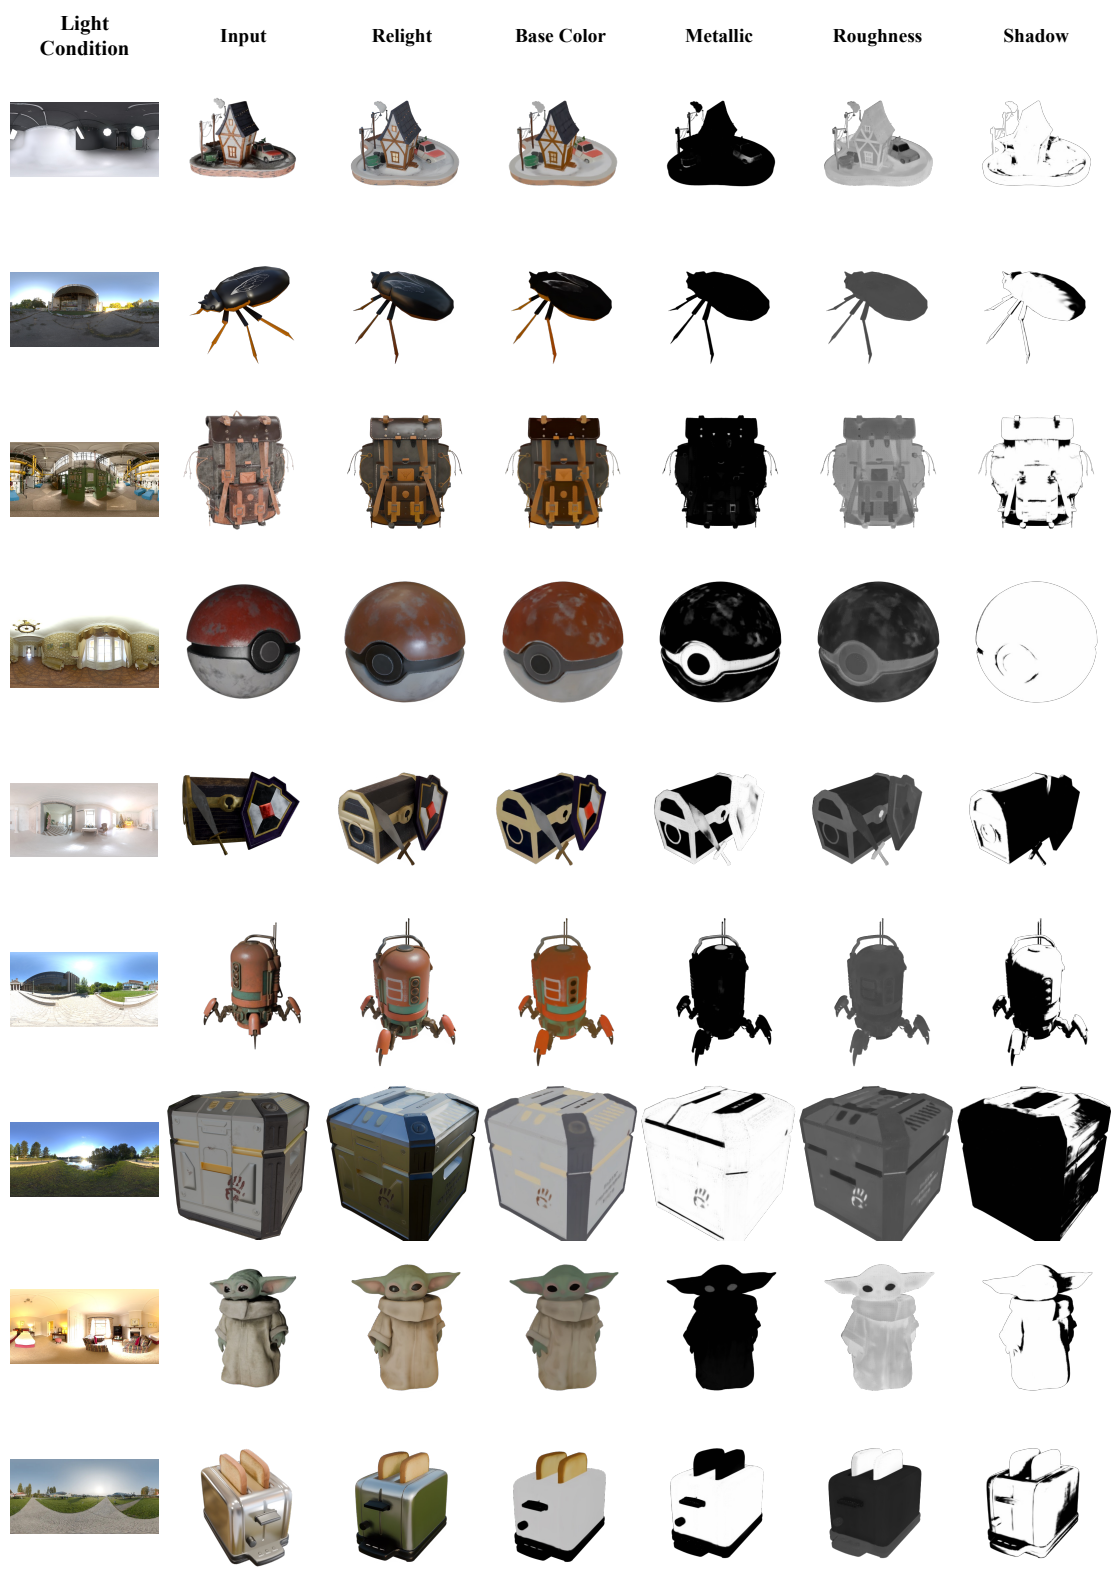 Light
Condition
Input
Relight
Base Color
Metallic
Roughness
Shadow